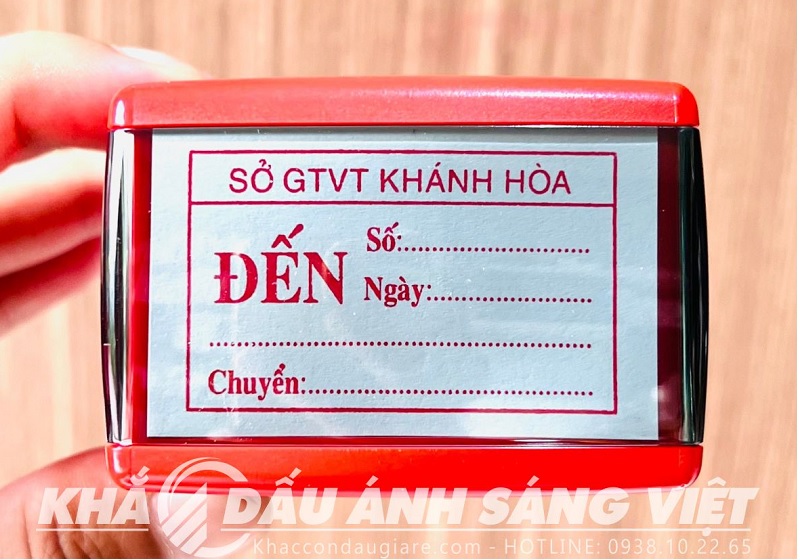 SỞ GTVT KHÁNH HÒA
ĐẾN
Số:................................
Ngày:............................
................................................................
Chuyển:.................................................
KHẮC DẤU ÁNH SÁNG VIỆT
Khaccondaugiare.com - HOTLINE: 0938.10.22.65